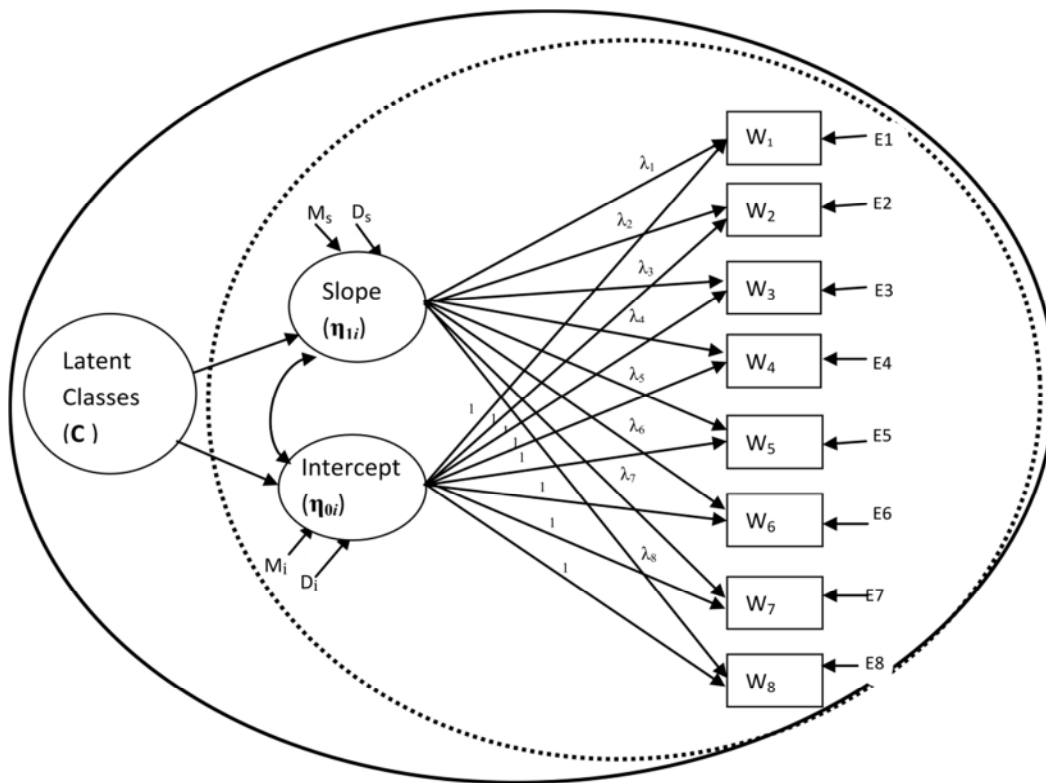 W₁
E1
λ₁
W₂
E2
λ₂
Mₛ
Dₛ
W₃
E3
λ₃
Slope
(η₁ᵢ)
λ₄
W₄
E4
Latent
Classes
(C )
λ₅
1
1
1
W₅
E5
λ₆
1
1
Intercept
(η₀ᵢ)
λ₇
1
W₆
E6
1
λ₈
Mᵢ
Dᵢ
1
W₇
E7
W₈
E8